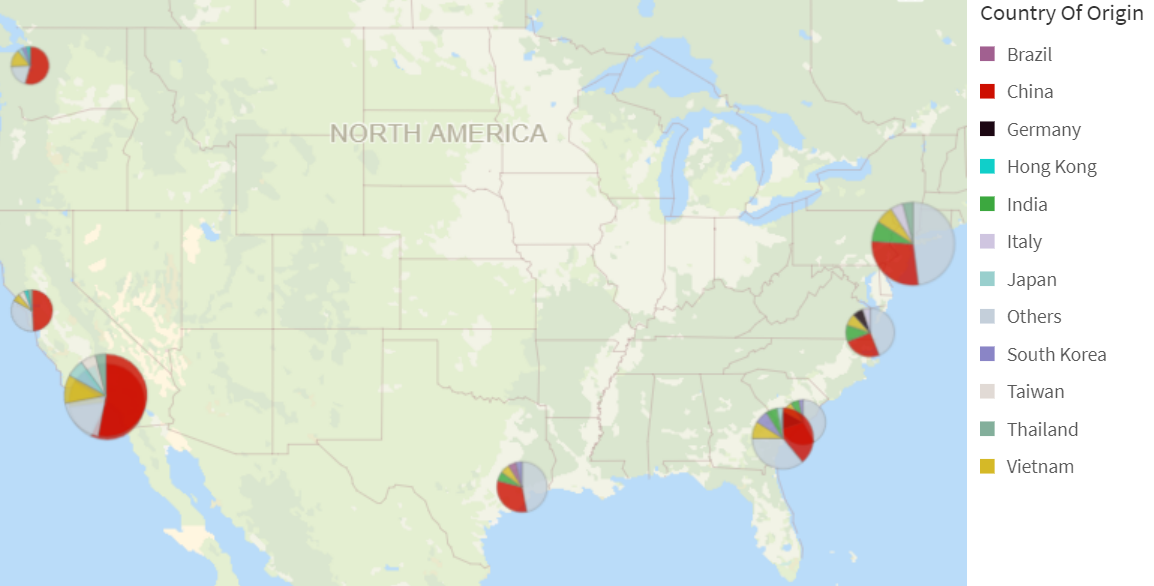 NORTH AMERICA
Country Of Origin
Brazil
China
Germany
Hong Kong
India
Italy
Japan
Others
South Korea
Taiwan
Thailand
Vietnam